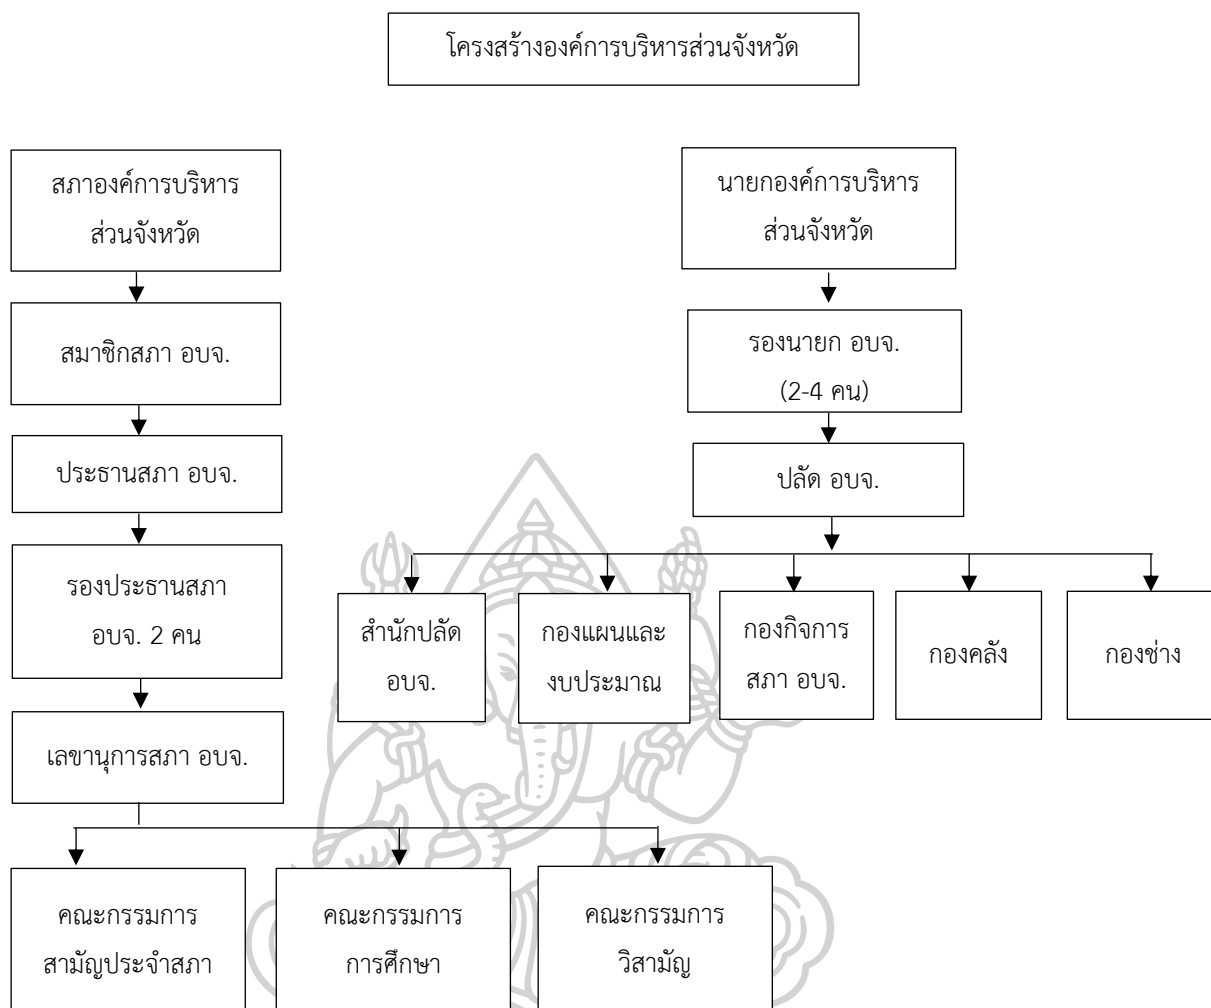 โครงสร้างองค์การบริหารส่วนจังหวัด
สภาองค์การบริหาร
ส่วนจังหวัด
สมาชิกสภา อบจ.
ประธานสภา อบจ.
รองประธานสภา
อบจ. 2 คน
เลขานุการสภา อบจ.
คณะกรรมการ
สามัญประจำสภา
คณะกรรมการ
การศึกษา
คณะกรรมการ
วิสามัญ
นายกองค์การบริหาร
ส่วนจังหวัด
รองนายก อบจ.
(2-4 คน)
ปลัด อบจ.
สำนักปลัด
อบจ.
กองแผนและ
งบประมาณ
กองกิจการ
สภา อบจ.
กองคลัง
กองช่าง